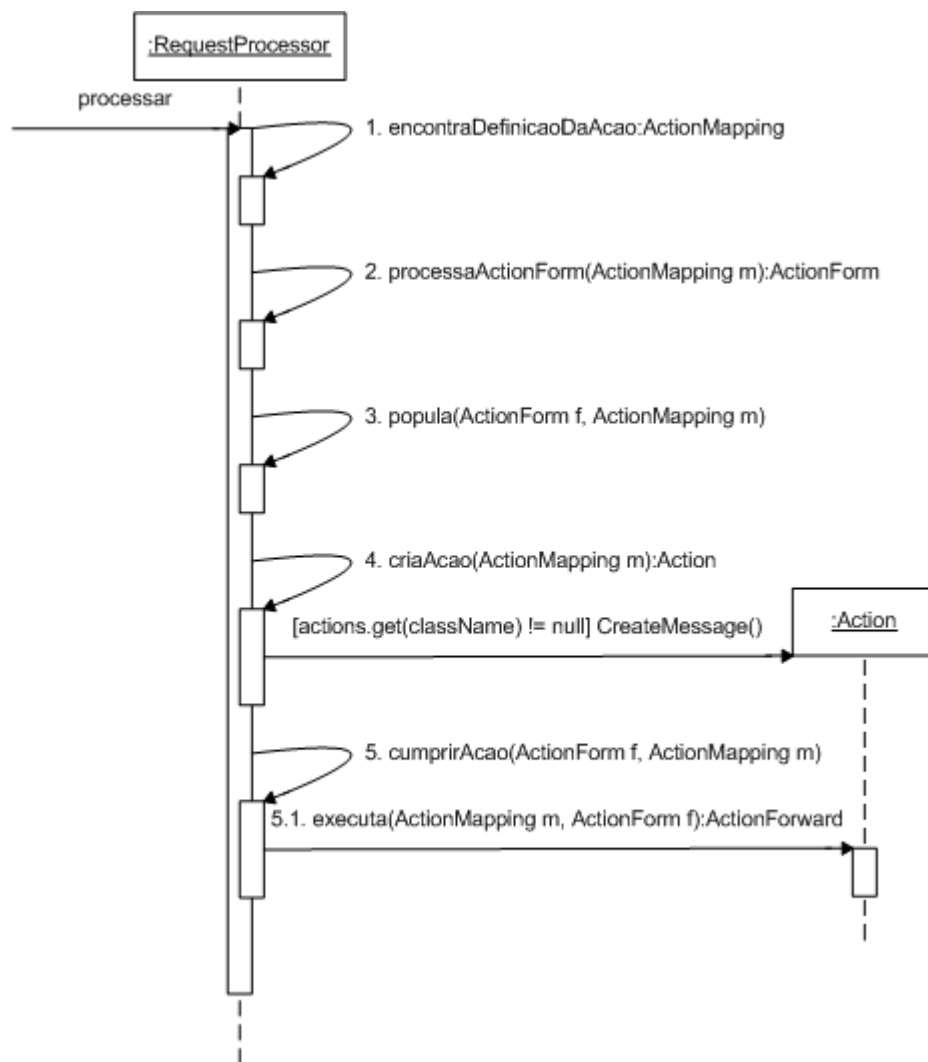 :RequestProcessor
processar
1. encontraDefinicaoDaAcao:ActionMapping
2. processaActionForm(ActionMapping m):ActionForm
3. popula(ActionForm f, ActionMapping m)
4. criaAcao(ActionMapping m):Action
[actions.get(className) != null] CreateMessage()
:Action
5. cumprirAcao(ActionForm f, ActionMapping m)
5.1. executa(ActionMapping m, ActionForm f):ActionForward